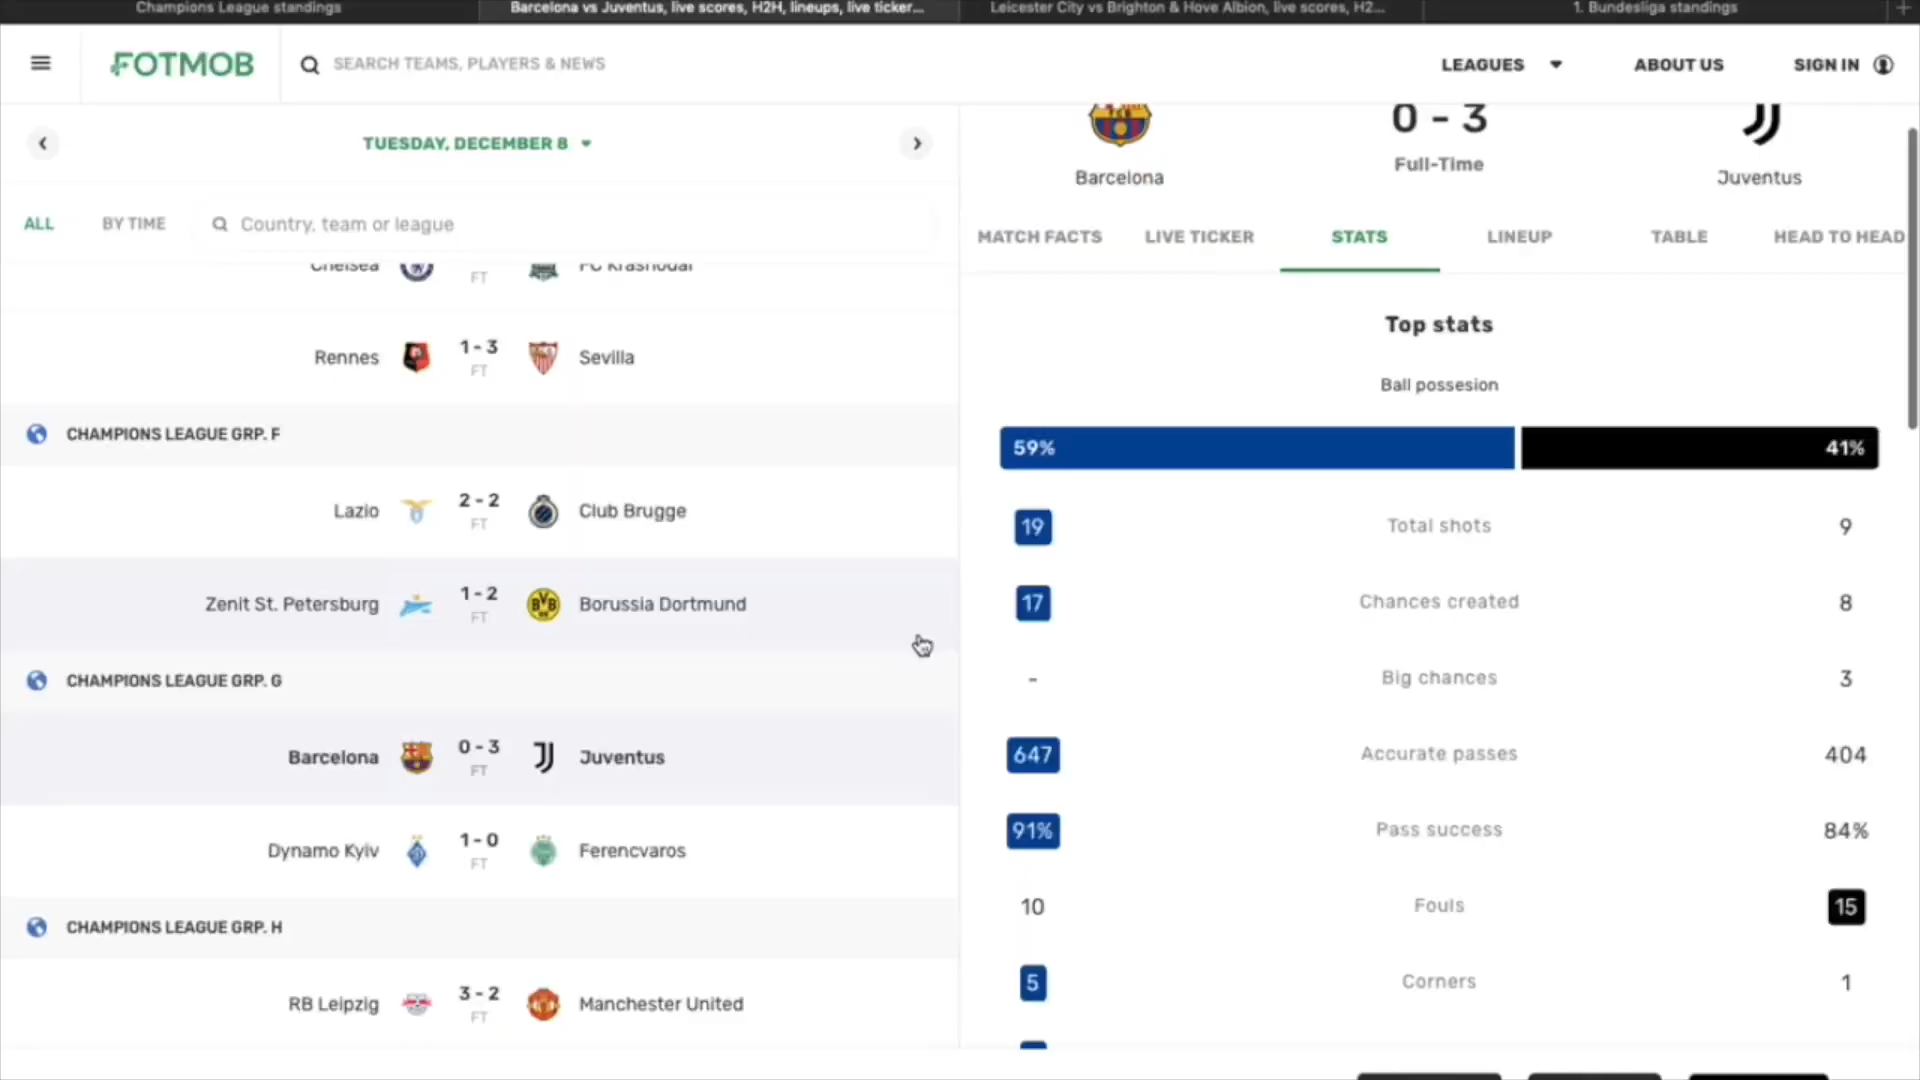 Champions League standings
Barcelona vs Juventus, live scores, H2H, lineups, live ticker...
Leicester City vs Brighton & Hove Albion, live scores, H2...
1. Bundesliga standings
FOTMOB
SEARCH TEAMS, PLAYERS & NEWS
LEAGUES
ABOUT US
SIGN IN
TUESDAY, DECEMBER 8
ALL
BY TIME
Country, team or league
Chelsea
FT
FC Krasnodar
Rennes
1 - 3
FT
Sevilla
CHAMPIONS LEAGUE GRP. F
Lazio
2 - 2
FT
Club Brugge
Zenit St. Petersburg
1 - 2
FT
Borussia Dortmund
CHAMPIONS LEAGUE GRP. G
Barcelona
0 - 3
FT
Juventus
Dynamo Kyiv
1 - 0
FT
Ferencvaros
CHAMPIONS LEAGUE GRP. H
RB Leipzig
3 - 2
FT
Manchester United
0 - 3
Full-Time
Barcelona
Juventus
MATCH FACTS
LIVE TICKER
STATS
LINEUP
TABLE
HEAD TO HEAD
Top stats
Ball possesion
59%
41%
19
Total shots
9
17
Chances created
8
-
Big chances
3
647
Accurate passes
404
91%
Pass success
84%
10
Fouls
15
5
Corners
1